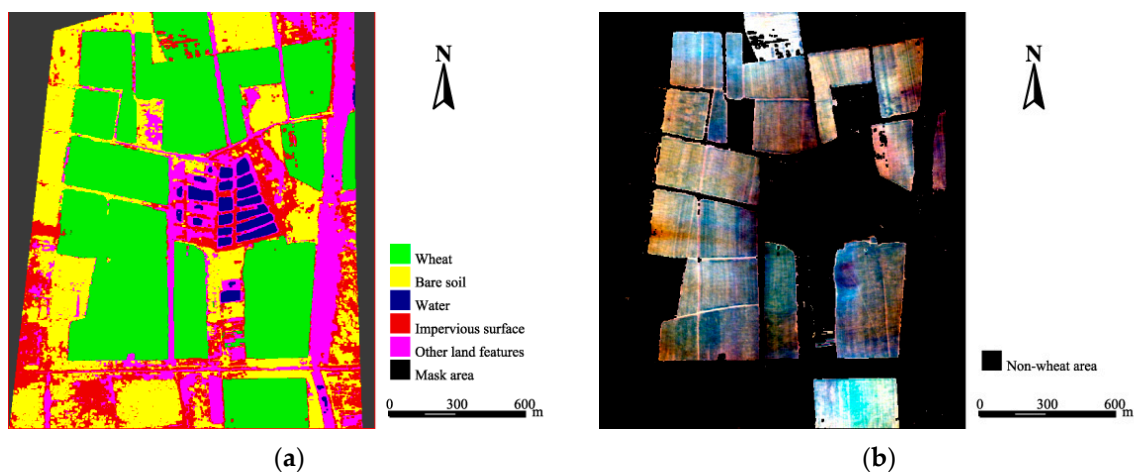 N
Wheat
Bare soil
Water
Impervious surface
Other land features
Mask area
0 300 600
m
(a)
N
Non-wheat area
0 300 600
m
(b)